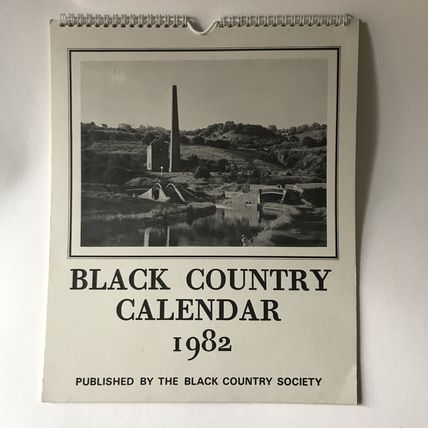 BLACK COUNTRY
CALENDAR
1982
PUBLISHED BY THE BLACK COUNTRY SOCIETY